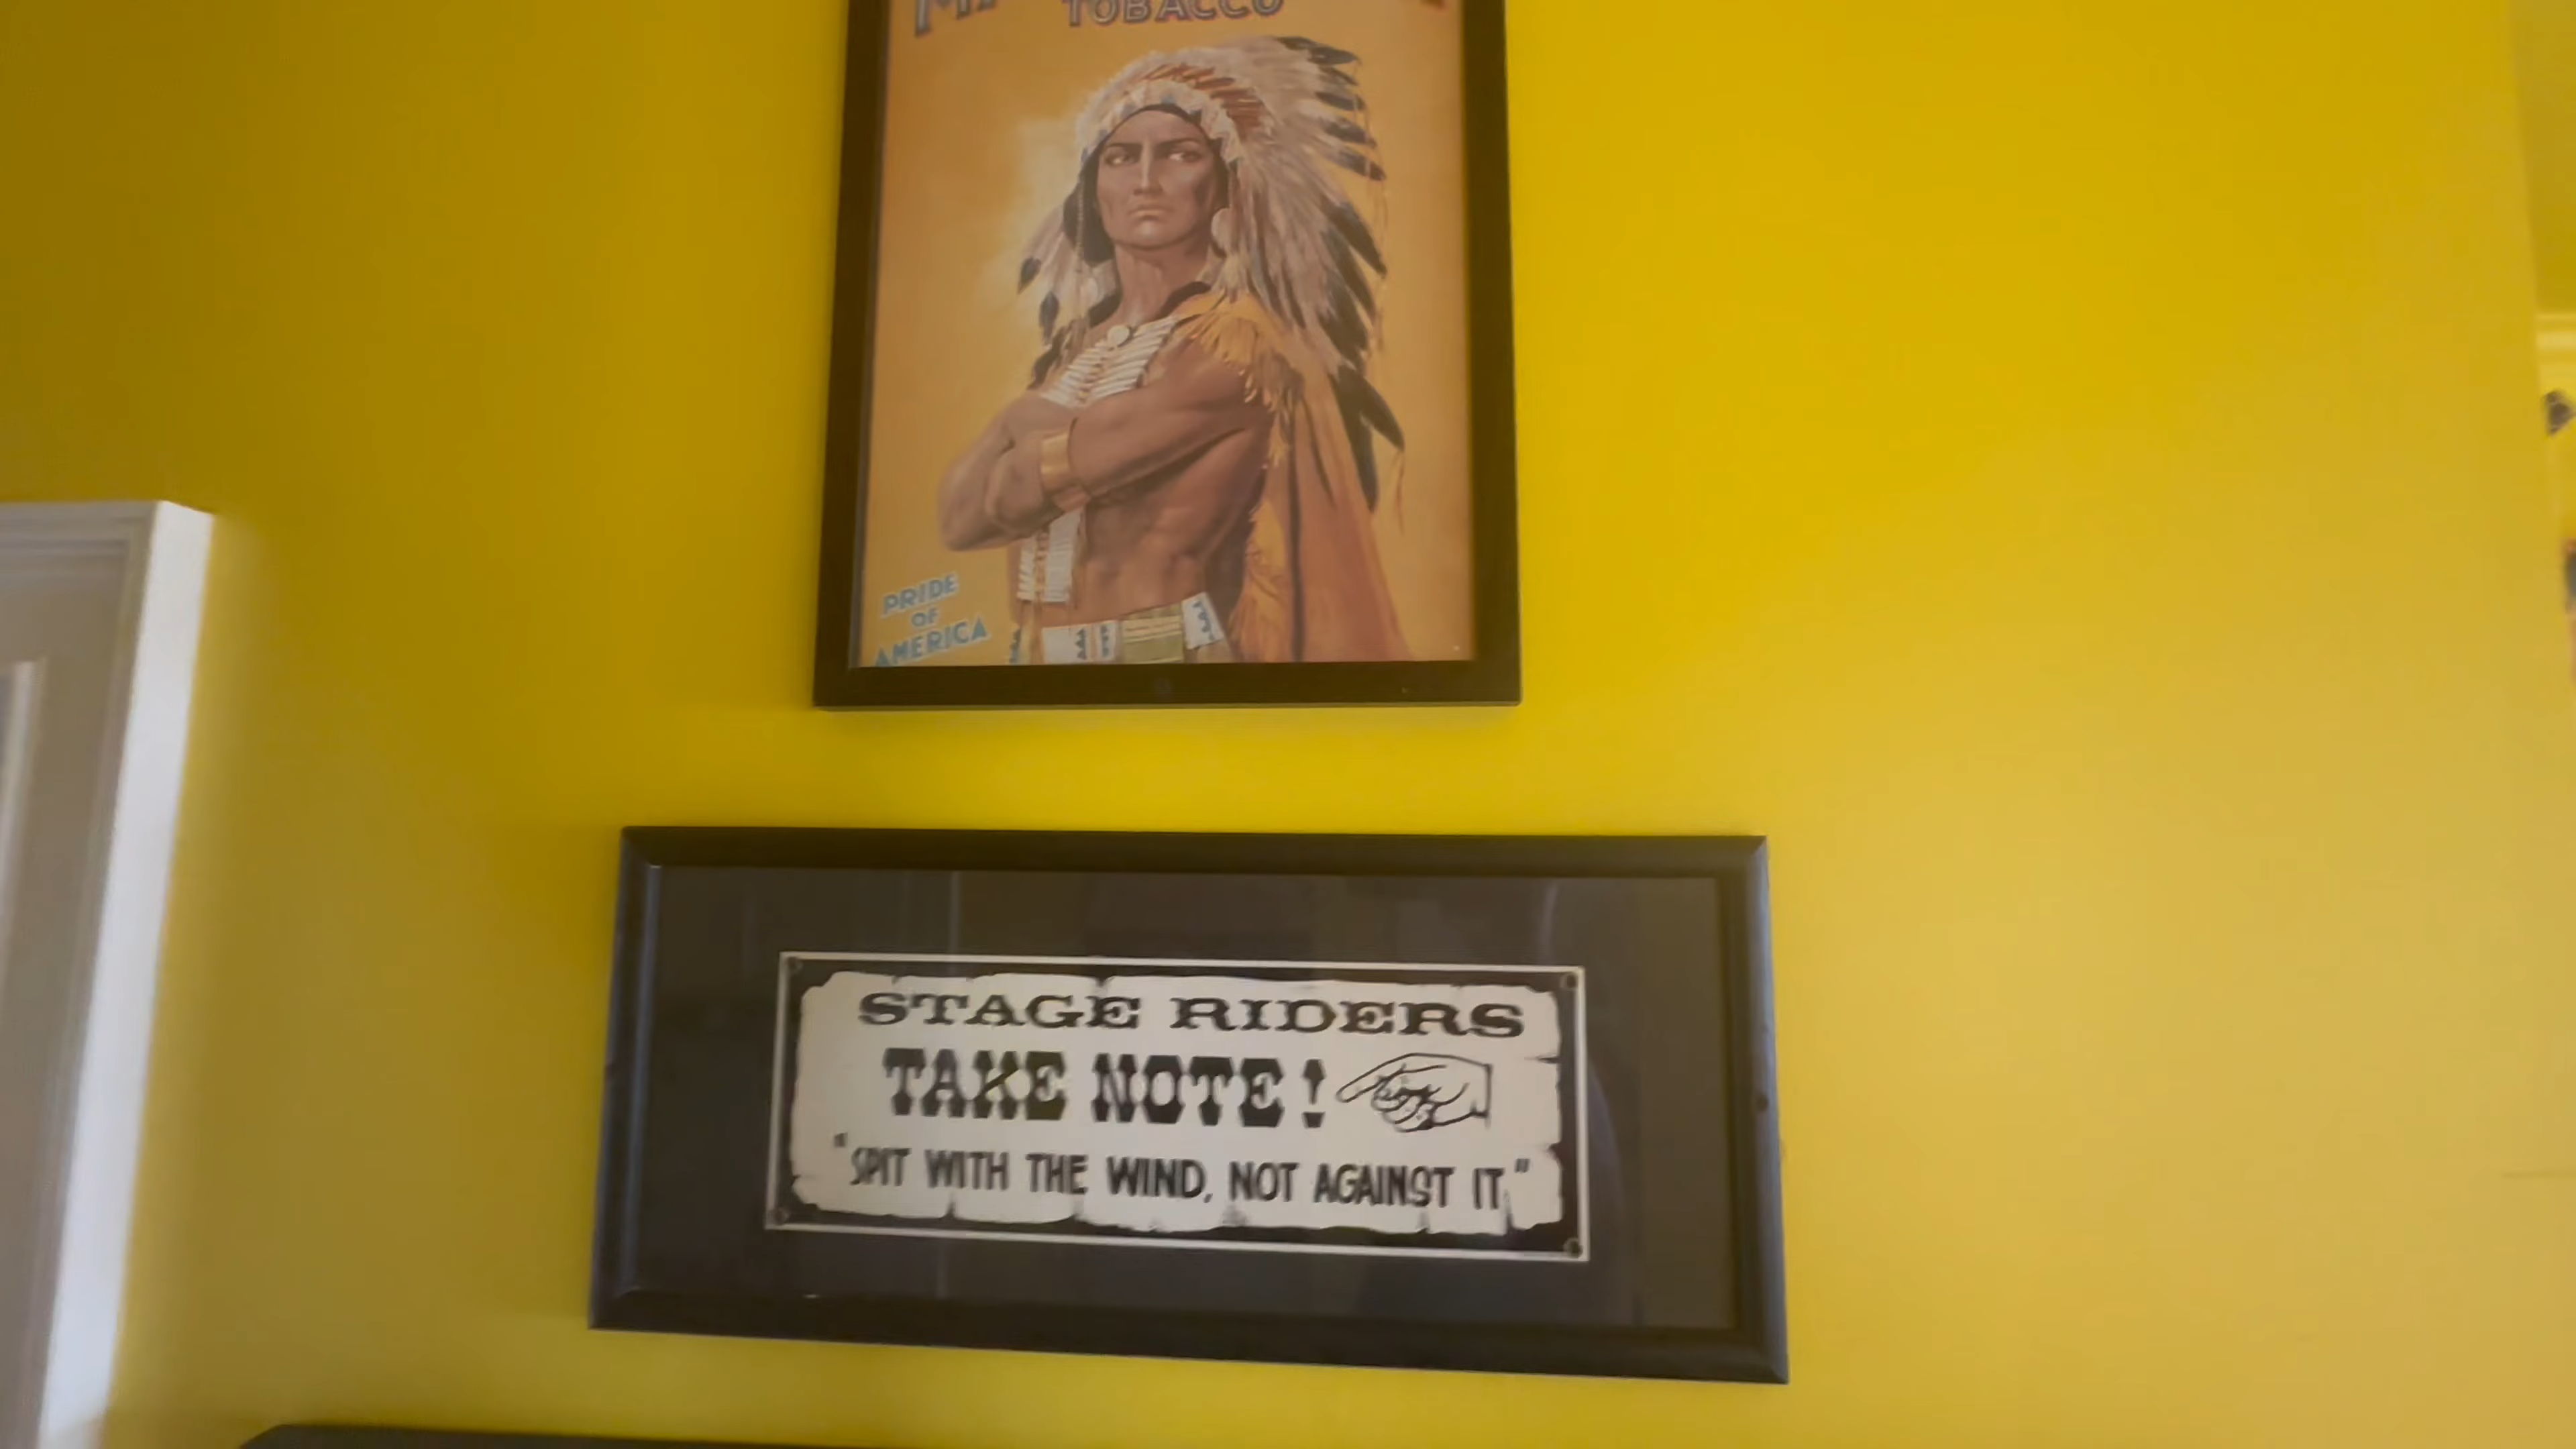 TOBACCO
PRIDE
OF
AMERICA
STAGE RIDERS
TAKE NOTE!
"SPIT WITH THE WIND, NOT AGAINST IT."